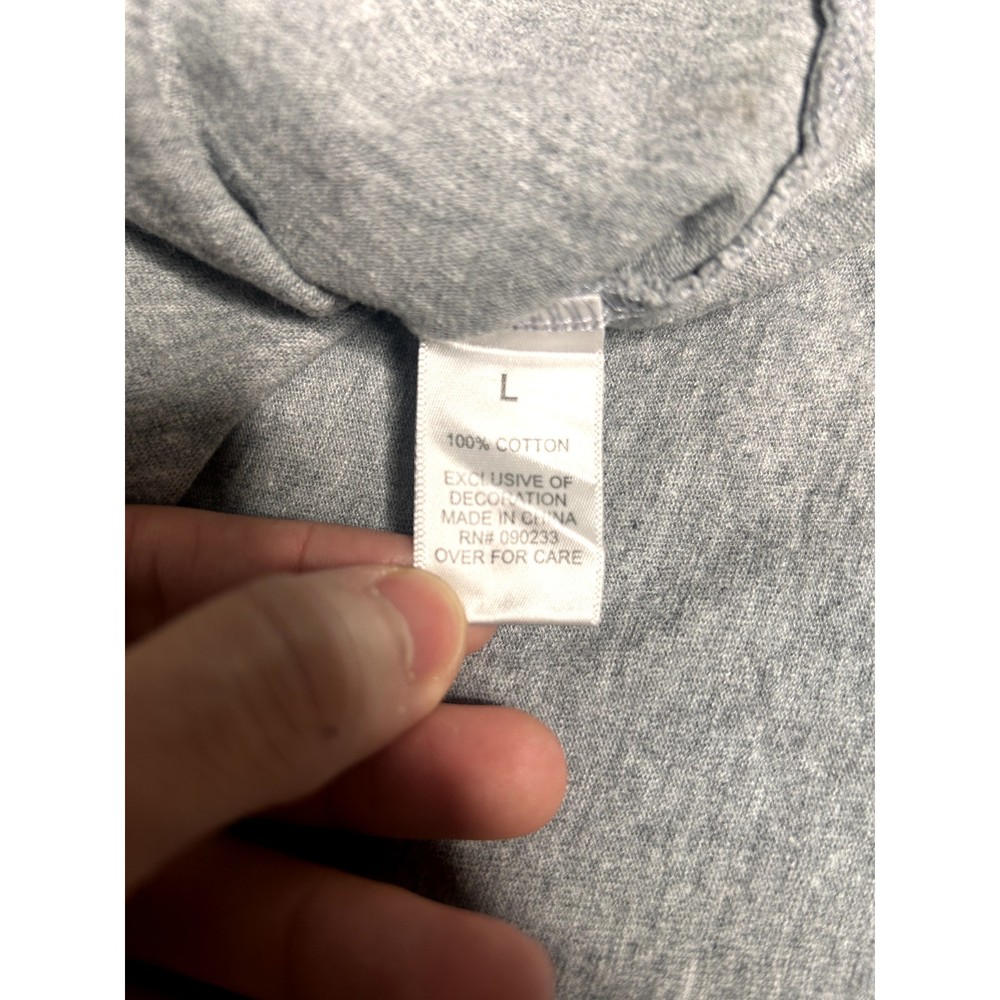 L
100% COTTON
EXCLUSIVE OF
DECORATION
MADE IN CHINA
RN# 090233
OVER FOR CARE